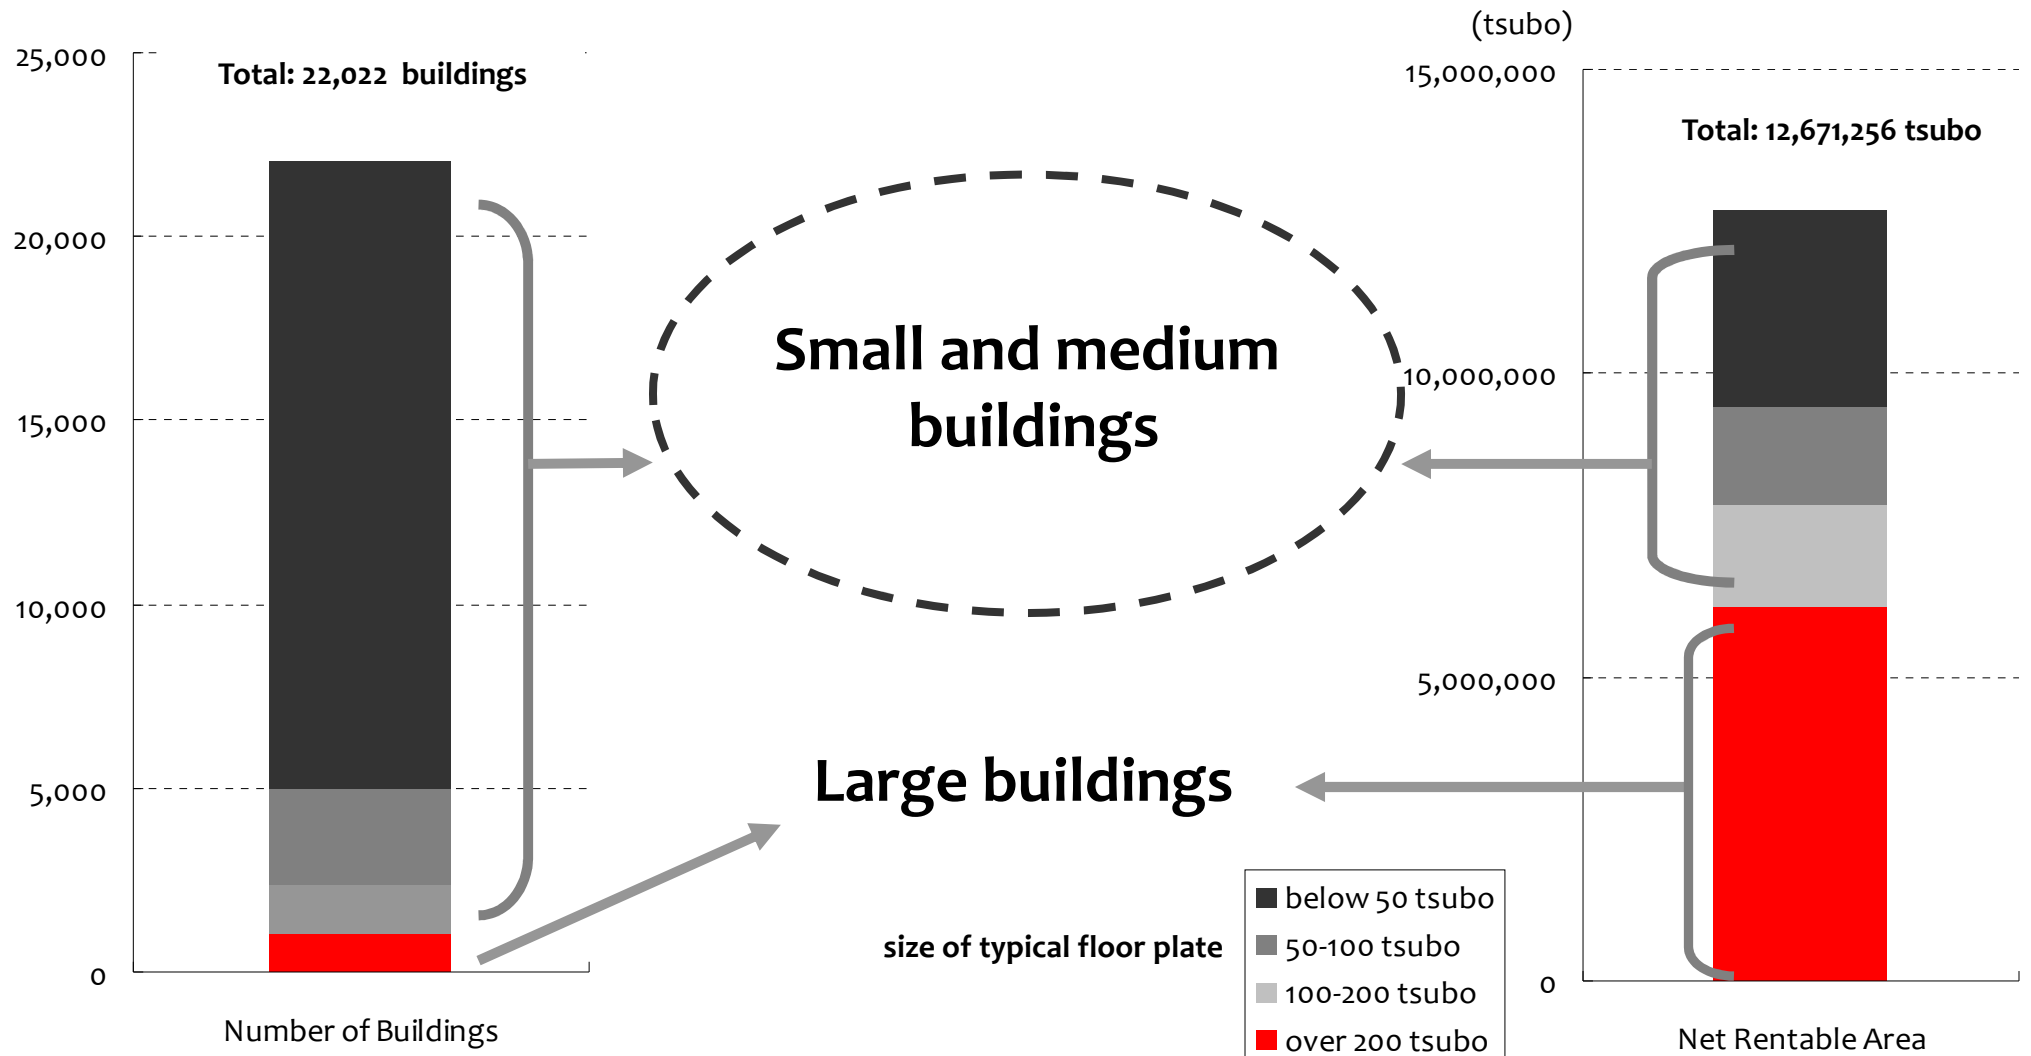 25,000
20,000
15,000
10,000
5,000
0
Total: 22,022 buildings
Number of Buildings
Small and medium
buildings
Large buildings
size of typical floor plate
below 50 tsubo
50-100 tsubo
100-200 tsubo
over 200 tsubo
(tsubo)
15,000,000
10,000,000
5,000,000
0
Total: 12,671,256 tsubo
Net Rentable Area